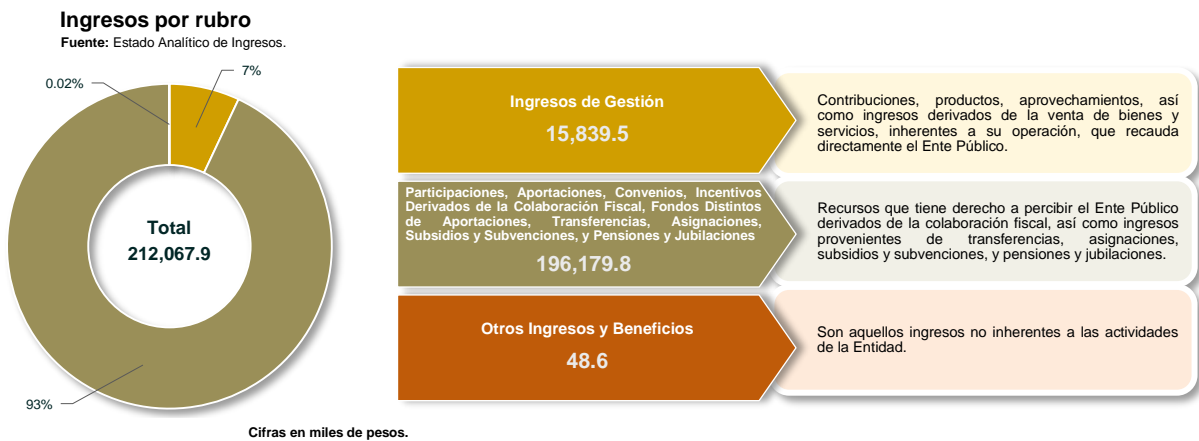 Ingresos por rubro
Fuente: Estado Analítico de Ingresos.
0.02%
7%
Total
212,067.9
93%
Ingresos de Gestión
15,839.5
Contribuciones, productos, aprovechamientos, así
como ingresos derivados de la venta de bienes y
servicios, inherentes a su operación, que recauda
directamente el Ente Público.
Participaciones, Aportaciones, Convenios, Incentivos
Derivados de la Colaboración Fiscal, Fondos Distintos
de Aportaciones, Transferencias, Asignaciones,
Subsidios y Subvenciones, y Pensiones y Jubilaciones
196,179.8
Recursos que tiene derecho a percibir el Ente Público
derivados de la colaboración fiscal, así como ingresos
provenientes de transferencias, asignaciones,
subsidios y subvenciones, y pensiones y jubilaciones.
Otros Ingresos y Beneficios
48.6
Son aquellos ingresos no inherentes a las actividades
de la Entidad.
Cifras en miles de pesos.